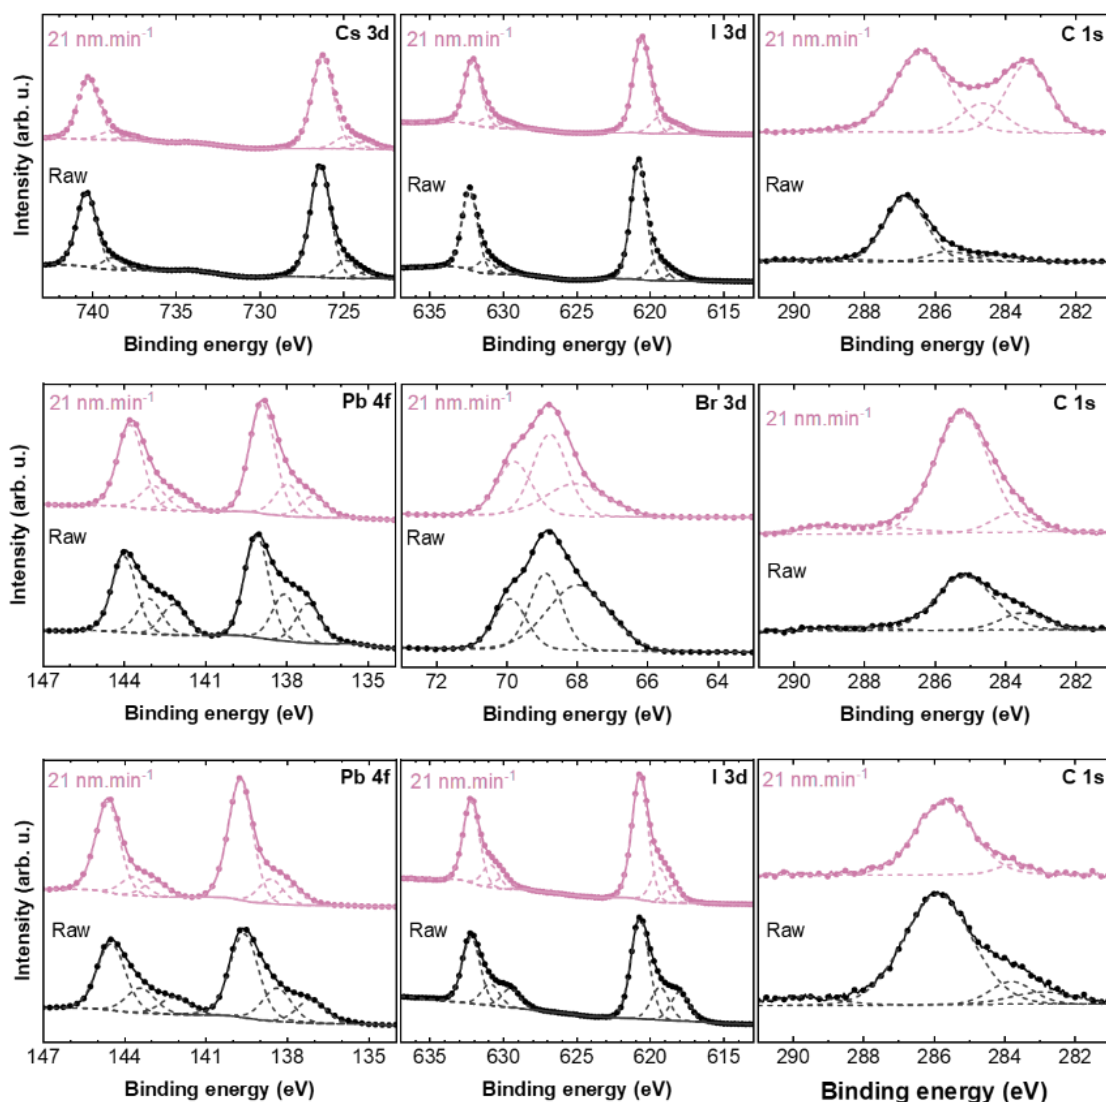 21 nm.min⁻¹ Cs 3d
21 nm.min⁻¹ I 3d
21 nm.min⁻¹ C 1s
Intensity (arb. u.)
Raw
Raw
Raw
740 735 730 725
635 630 625 620 615
290 288 286 284 282
Binding energy (eV)
Binding energy (eV)
Binding energy (eV)
21 nm.min⁻¹ Pb 4f
21 nm.min⁻¹ Br 3d
21 nm.min⁻¹ C 1s
Intensity (arb. u.)
Raw
Raw
Raw
147 144 141 138 135
72 70 68 66 64
290 288 286 284 282
Binding energy (eV)
Binding energy (eV)
Binding energy (eV)
21 nm.min⁻¹ Pb 4f
21 nm.min⁻¹ I 3d
21 nm.min⁻¹ C 1s
Intensity (arb. u.)
Raw
Raw
Raw
147 144 141 138 135
635 630 625 620 615
290 288 286 284 282
Binding energy (eV)
Binding energy (eV)
Binding energy (eV)